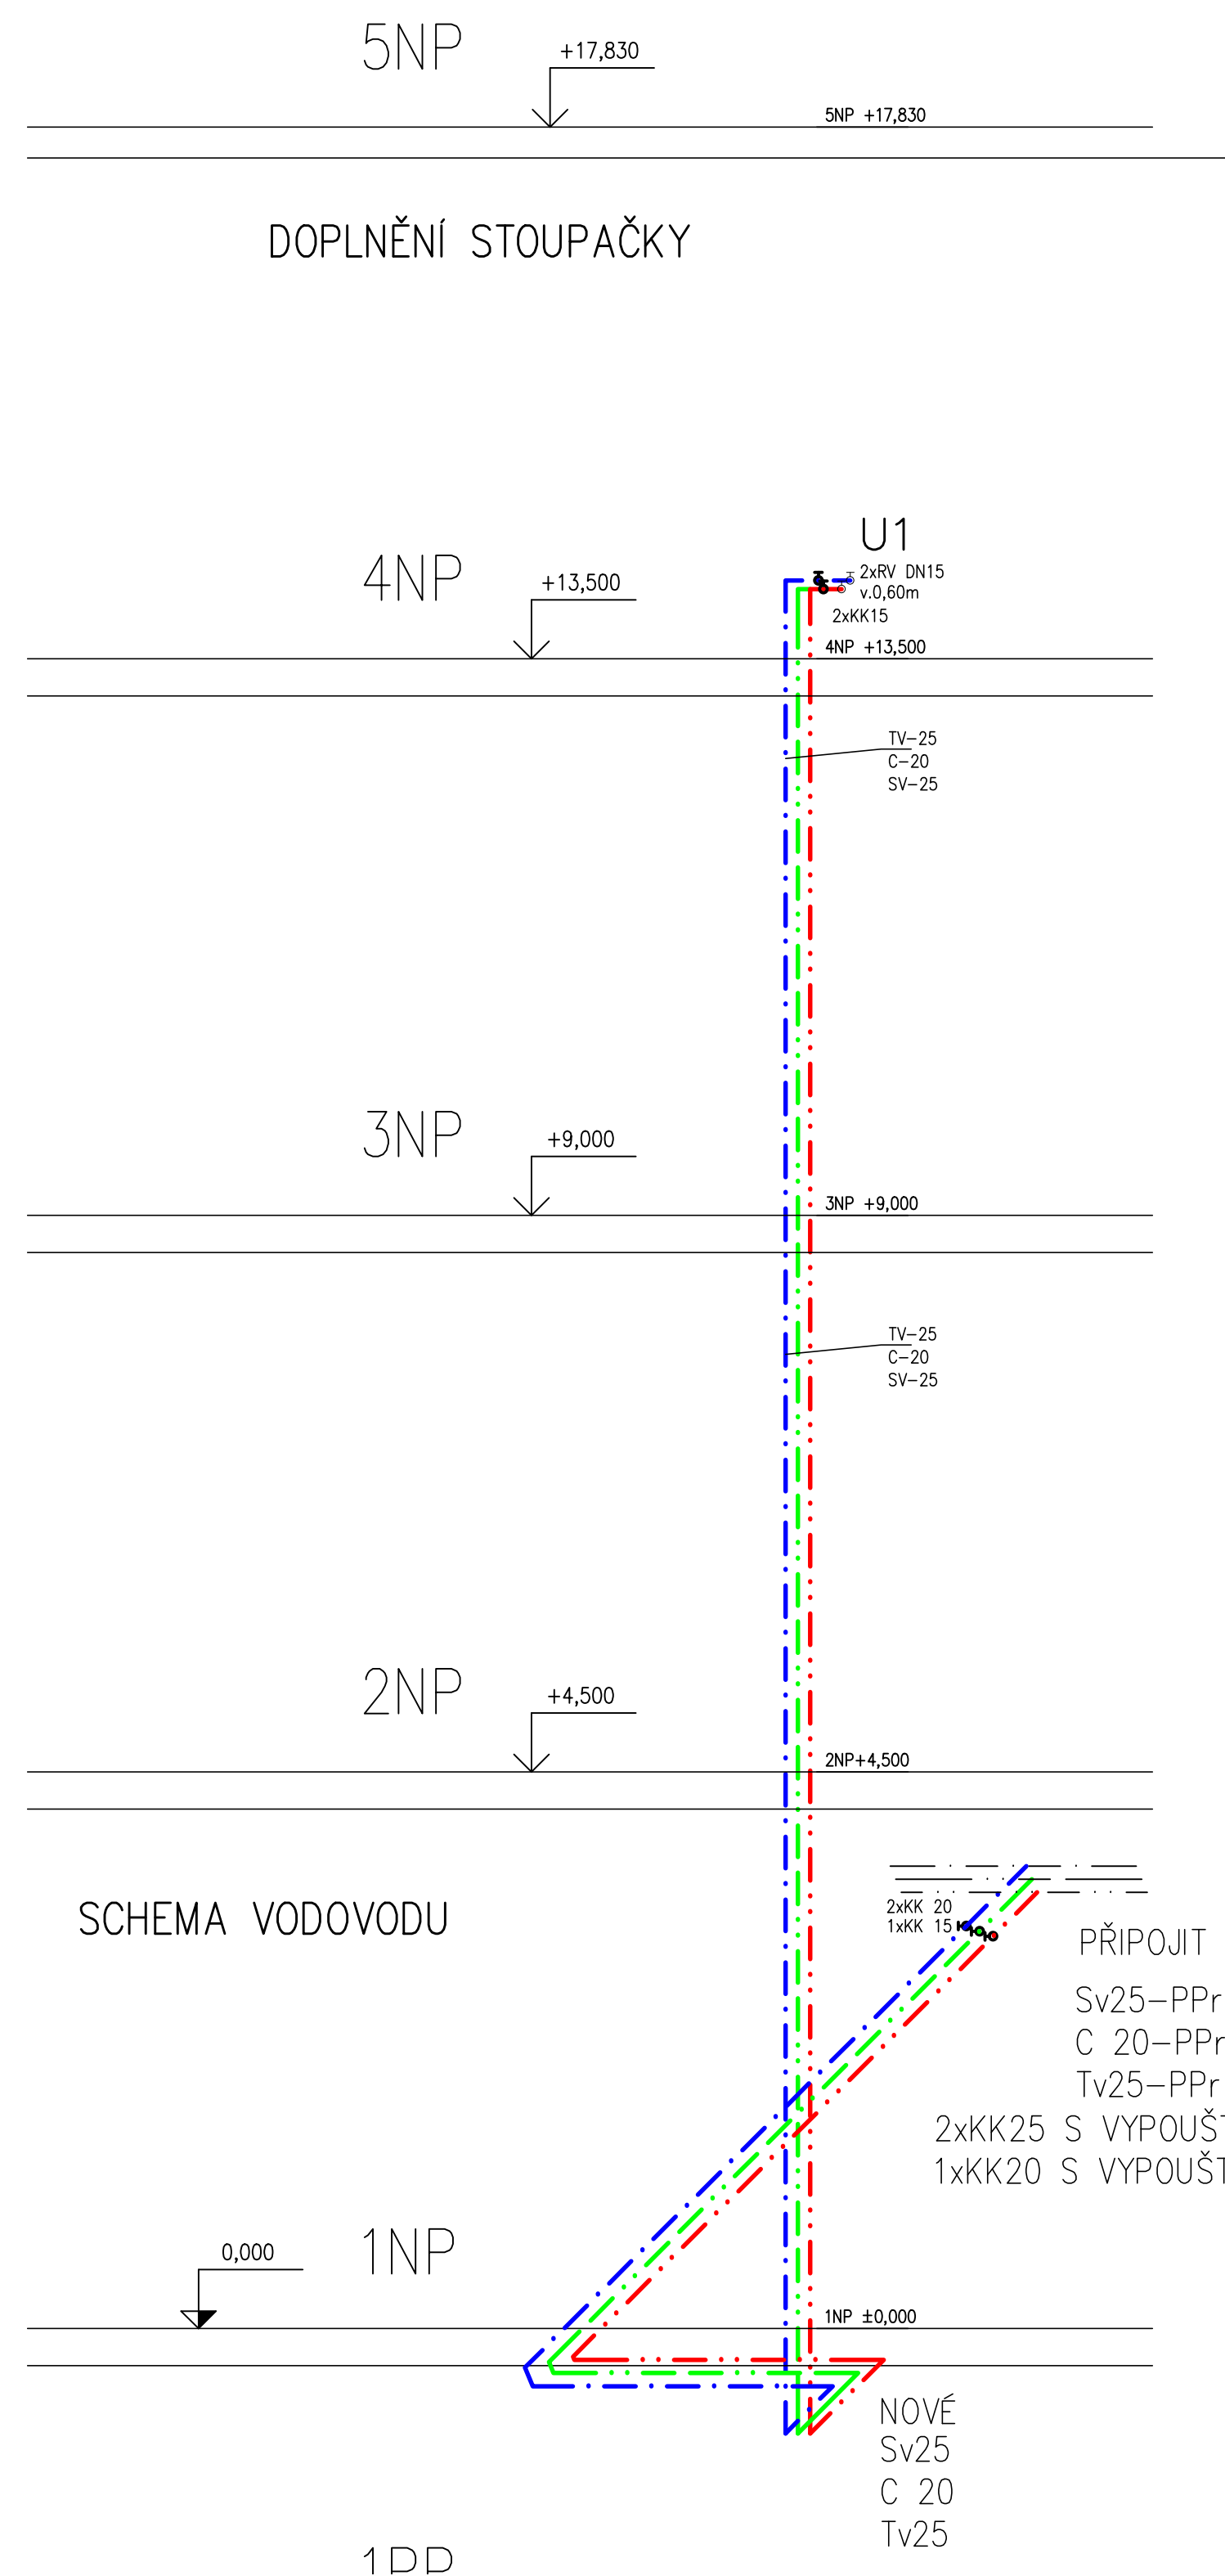 5NP
+17,830
5NP +17,830
DOPLNĚNÍ STOUPAČKY
U1
4NP
+13,500
2xRV DN15
v.0,60m
2xKK15
4NP +13,500
TV-25
C-20
SV-25
3NP
+9,000
3NP +9,000
TV-25
C-20
SV-25
2NP
+4,500
2NP+4,500
SCHEMA VODOVODU
2xKK 20
1xKK 15
PŘIPOJIT
Sv25-PPr
C 20-PPr
Tv25-PPr
2xKK25 S VYPOUŠT
1xKK20 S VYPOUŠT
1NP
0,000
1NP ±0,000
NOVÉ
Sv25
C 20
Tv25
1PP